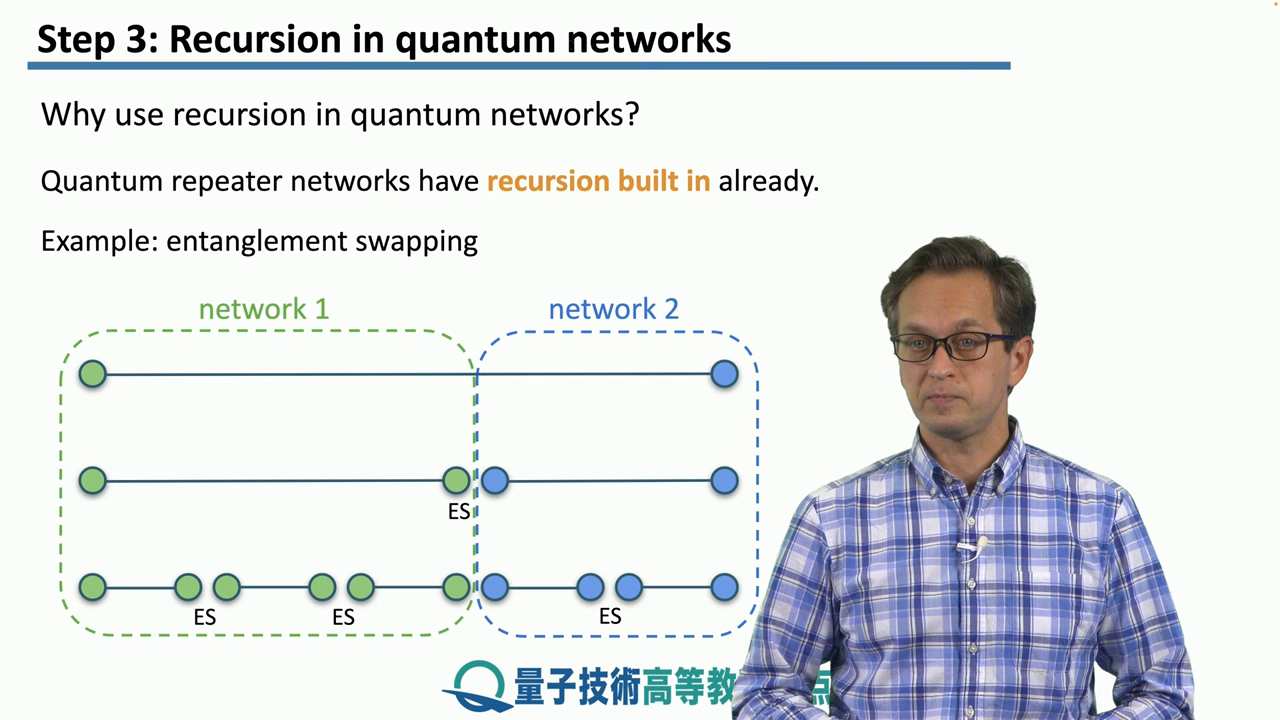 Step 3: Recursion in quantum networks
Why use recursion in quantum networks?
Quantum repeater networks have recursion built in already.
Example: entanglement swapping
network 1
network 2
ES
ES
ES
ES
量子技術高等教
点